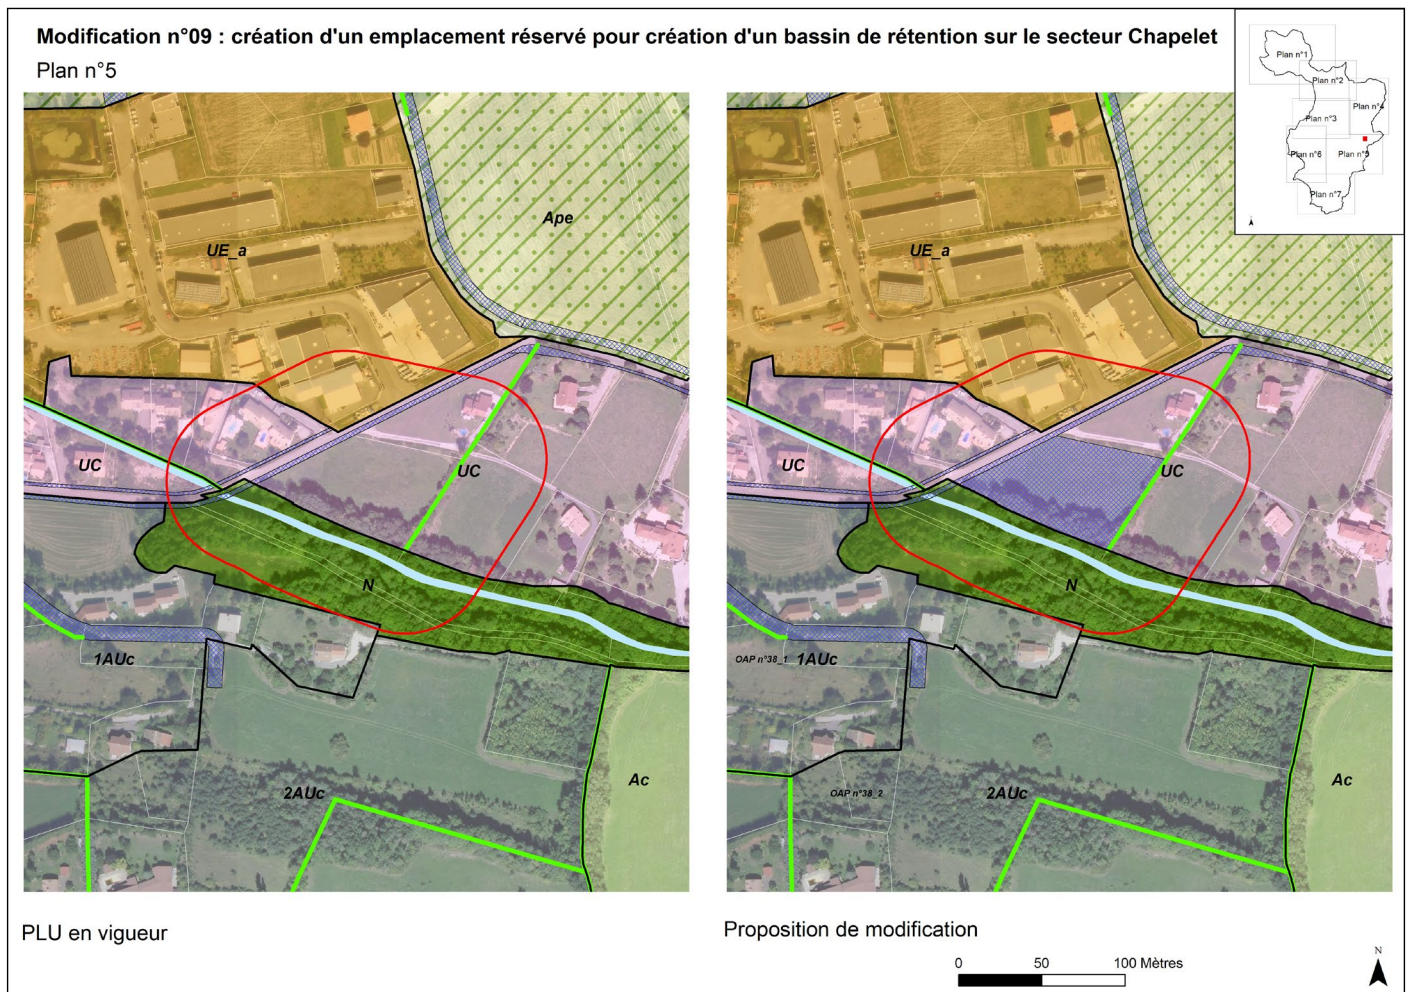 Modification n°09 : création d'un emplacement réservé pour création d'un bassin de rétention sur le secteur Chapelet
Plan n°5
Plan n°1
Plan n°2
Plan n°4
Plan n°3
Plan n°6
Plan n°5
Plan n°7
UE_a
Ape
UC
UC
N
1AUc
2AUc
Ac
UE_a
UC
UC
N
OAP n°38_1
1AUc
OAP n°38_2
2AUc
Ac
PLU en vigueur
Proposition de modification
0 50 100 Mètres
N